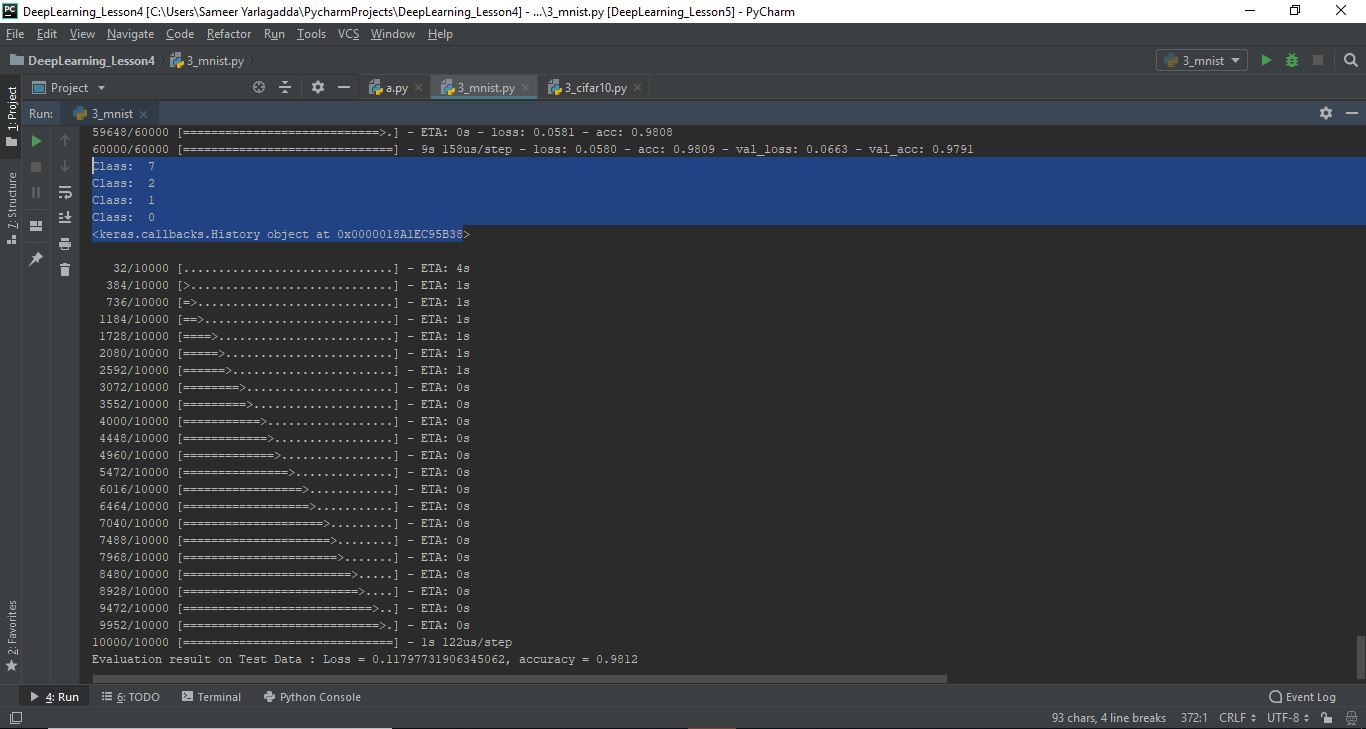 DeepLearning_Lesson4 [C:\Users\Sameer Yarlagadda\PycharmProjects\DeepLearning_Lesson4] - ...\3_mnist.py [DeepLearning_Lesson5] - PyCharm
File Edit View Navigate Code Refactor Run Tools VCS Window Help
DeepLearning_Lesson4 3_mnist.py 3_mnist
1: Project
Project a.py 3_mnist.py 3_cifar10.py
Run: 3_mnist
59648/60000 [============================>.] - ETA: 0s - loss: 0.0581 - acc: 0.9808
60000/60000 [==============================] - 9s 158us/step - loss: 0.0580 - acc: 0.9809 - val_loss: 0.0663 - val_acc: 0.9791
Class: 7
Class: 2
Class: 1
Class: 0
<keras.callbacks.History object at 0x0000018A1EC95B38>
7: Structure
32/10000 [..............................] - ETA: 4s
384/10000 [>.............................] - ETA: 1s
736/10000 [=>............................] - ETA: 1s
1184/10000 [==>...........................] - ETA: 1s
1728/10000 [====>.........................] - ETA: 1s
2080/10000 [=====>........................] - ETA: 1s
2592/10000 [======>.......................] - ETA: 1s
3072/10000 [========>.....................] - ETA: 0s
3552/10000 [=========>....................] - ETA: 0s
4000/10000 [===========>..................] - ETA: 0s
4448/10000 [============>.................] - ETA: 0s
4960/10000 [=============>................] - ETA: 0s
5472/10000 [===============>..............] - ETA: 0s
6016/10000 [=================>............] - ETA: 0s
6464/10000 [==================>...........] - ETA: 0s
7040/10000 [====================>.........] - ETA: 0s
7488/10000 [=====================>........] - ETA: 0s
7968/10000 [======================>.......] - ETA: 0s
8480/10000 [========================>.....] - ETA: 0s
8928/10000 [=========================>....] - ETA: 0s
9472/10000 [===========================>..] - ETA: 0s
9952/10000 [============================>.] - ETA: 0s
10000/10000 [==============================] - 1s 122us/step
Evaluation result on Test Data : Loss = 0.11797731906345062, accuracy = 0.9812
2: Favorites
4: Run 6: TODO Terminal Python Console Event Log
93 chars, 4 line breaks 372:1 CRLF UTF-8